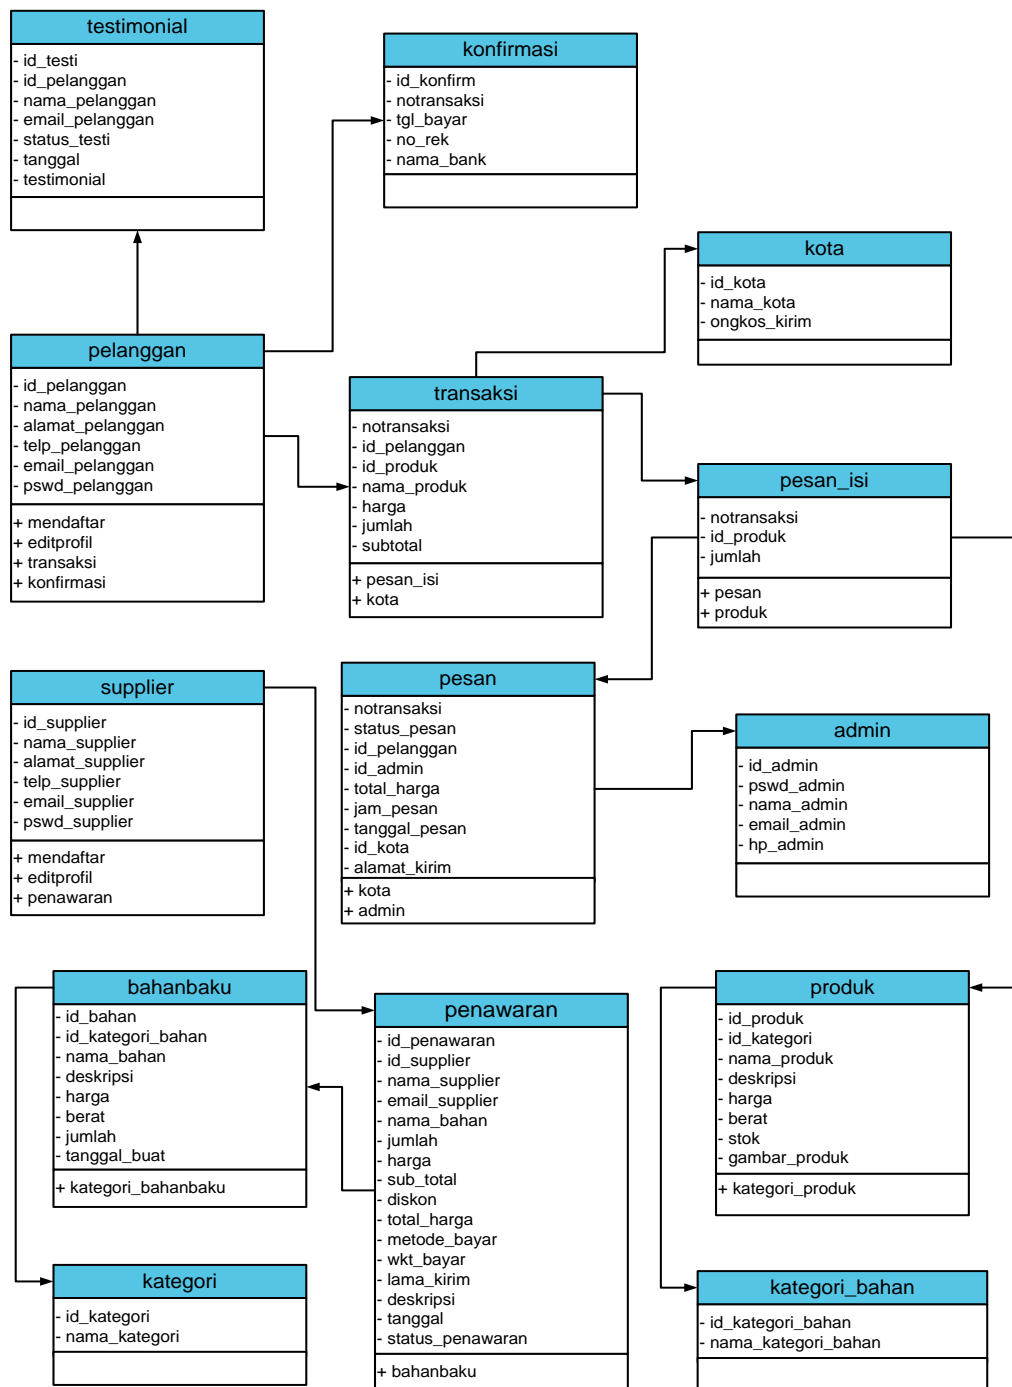 testimonial
- id_testi
- id_pelanggan
- nama_pelanggan
- email_pelanggan
- status_testi
- tanggal
- testimonial
konfirmasi
- id_konfirm
- notransaksi
- tgl_bayar
- no_rek
- nama_bank
kota
- id_kota
- nama_kota
- ongkos_kirim
pelanggan
- id_pelanggan
- nama_pelanggan
- alamat_pelanggan
- telp_pelanggan
- email_pelanggan
- pswd_pelanggan
+ mendaftar
+ editprofil
+ transaksi
+ konfirmasi
transaksi
- notransaksi
- id_pelanggan
- id_produk
- nama_produk
- harga
- jumlah
- subtotal
+ pesan_isi
+ kota
pesan_isi
- notransaksi
- id_produk
- jumlah
+ pesan
+ produk
supplier
- id_supplier
- nama_supplier
- alamat_supplier
- telp_supplier
- email_supplier
- pswd_supplier
+ mendaftar
+ editprofil
+ penawaran
pesan
- notransaksi
- status_pesan
- id_pelanggan
- id_admin
- total_harga
- jam_pesan
- tanggal_pesan
- id_kota
- alamat_kirim
+ kota
+ admin
admin
- id_admin
- pswd_admin
- nama_admin
- email_admin
- hp_admin
bahanbaku
- id_bahan
- id_kategori_bahan
- nama_bahan
- deskripsi
- harga
- berat
- jumlah
- tanggal_buat
+ kategori_bahanbaku
penawaran
- id_penawaran
- id_supplier
- nama_supplier
- email_supplier
- nama_bahan
- jumlah
- harga
- sub_total
- diskon
- total_harga
- metode_bayar
- wkt_bayar
- lama_kirim
- deskripsi
- tanggal
- status_penawaran
+ bahanbaku
produk
- id_produk
- id_kategori
- nama_produk
- deskripsi
- harga
- berat
- stok
- gambar_produk
+ kategori_produk
kategori
- id_kategori
- nama_kategori
kategori_bahan
- id_kategori_bahan
- nama_kategori_bahan